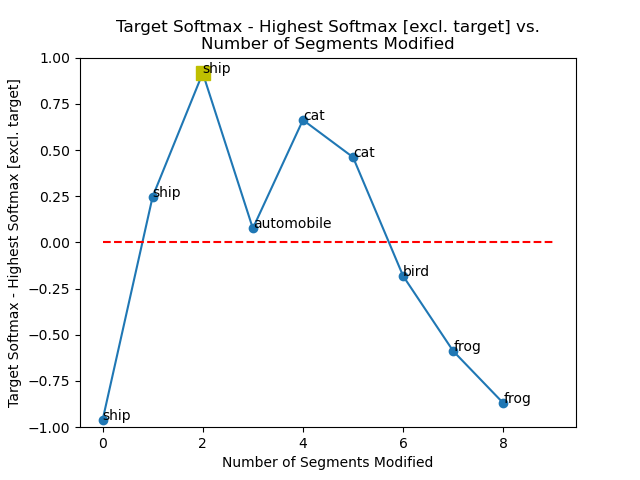 Target Softmax - Highest Softmax [excl. target] vs.
Number of Segments Modified
Target Softmax - Highest Softmax [excl. target]
1.00
0.75
0.50
0.25
0.00
−0.25
−0.50
−0.75
−1.00
ship
ship
ship
automobile
cat
cat
bird
frog
frog
0 2 4 6 8
Number of Segments Modified